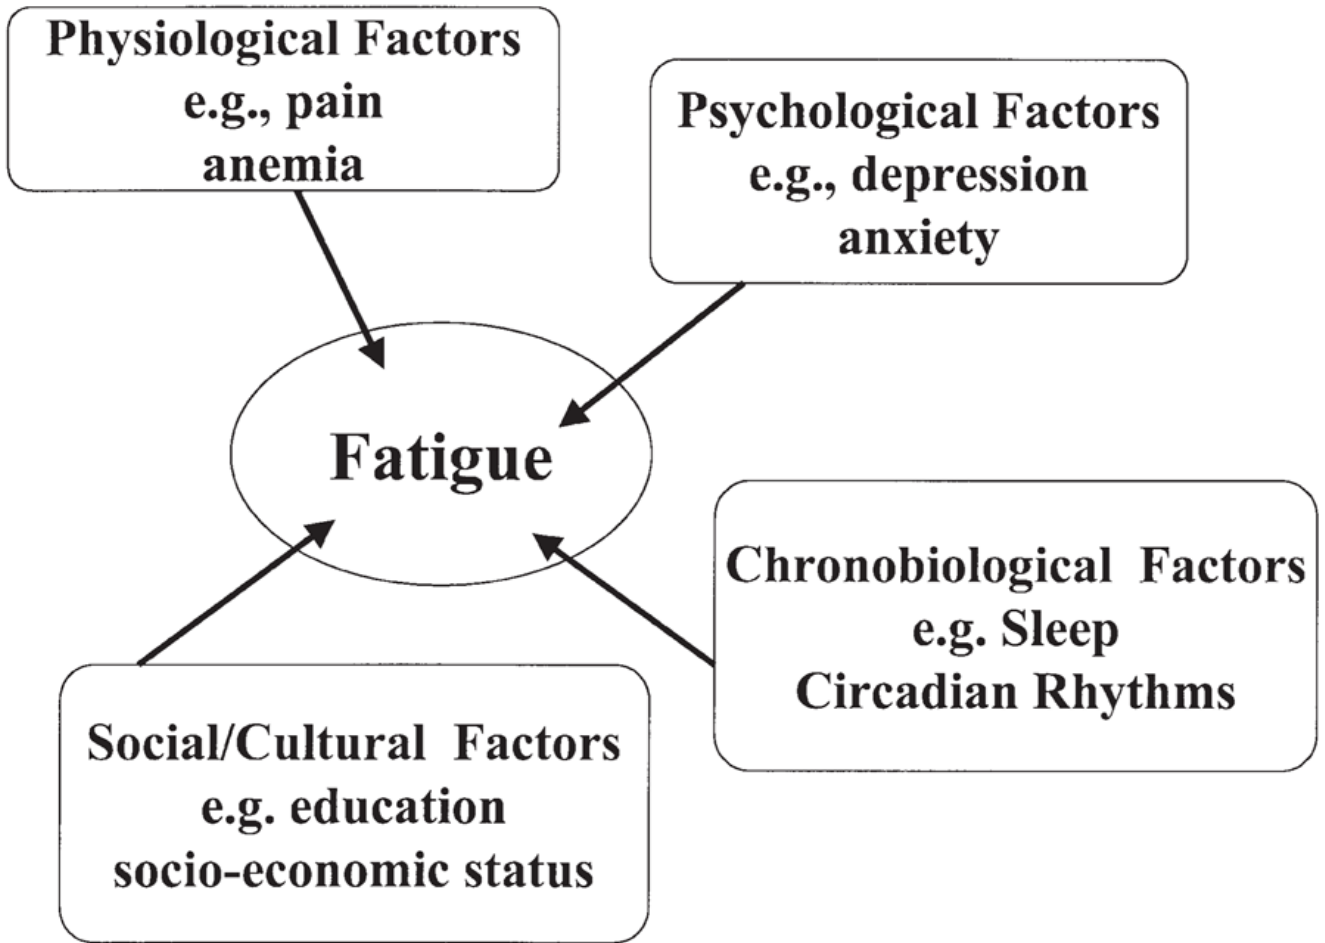 Physiological Factors
e.g., pain
anemia
Psychological Factors
e.g., depression
anxiety
Fatigue
Chronobiological Factors
e.g. Sleep
Circadian Rhythms
Social/Cultural Factors
e.g. education
socio-economic status